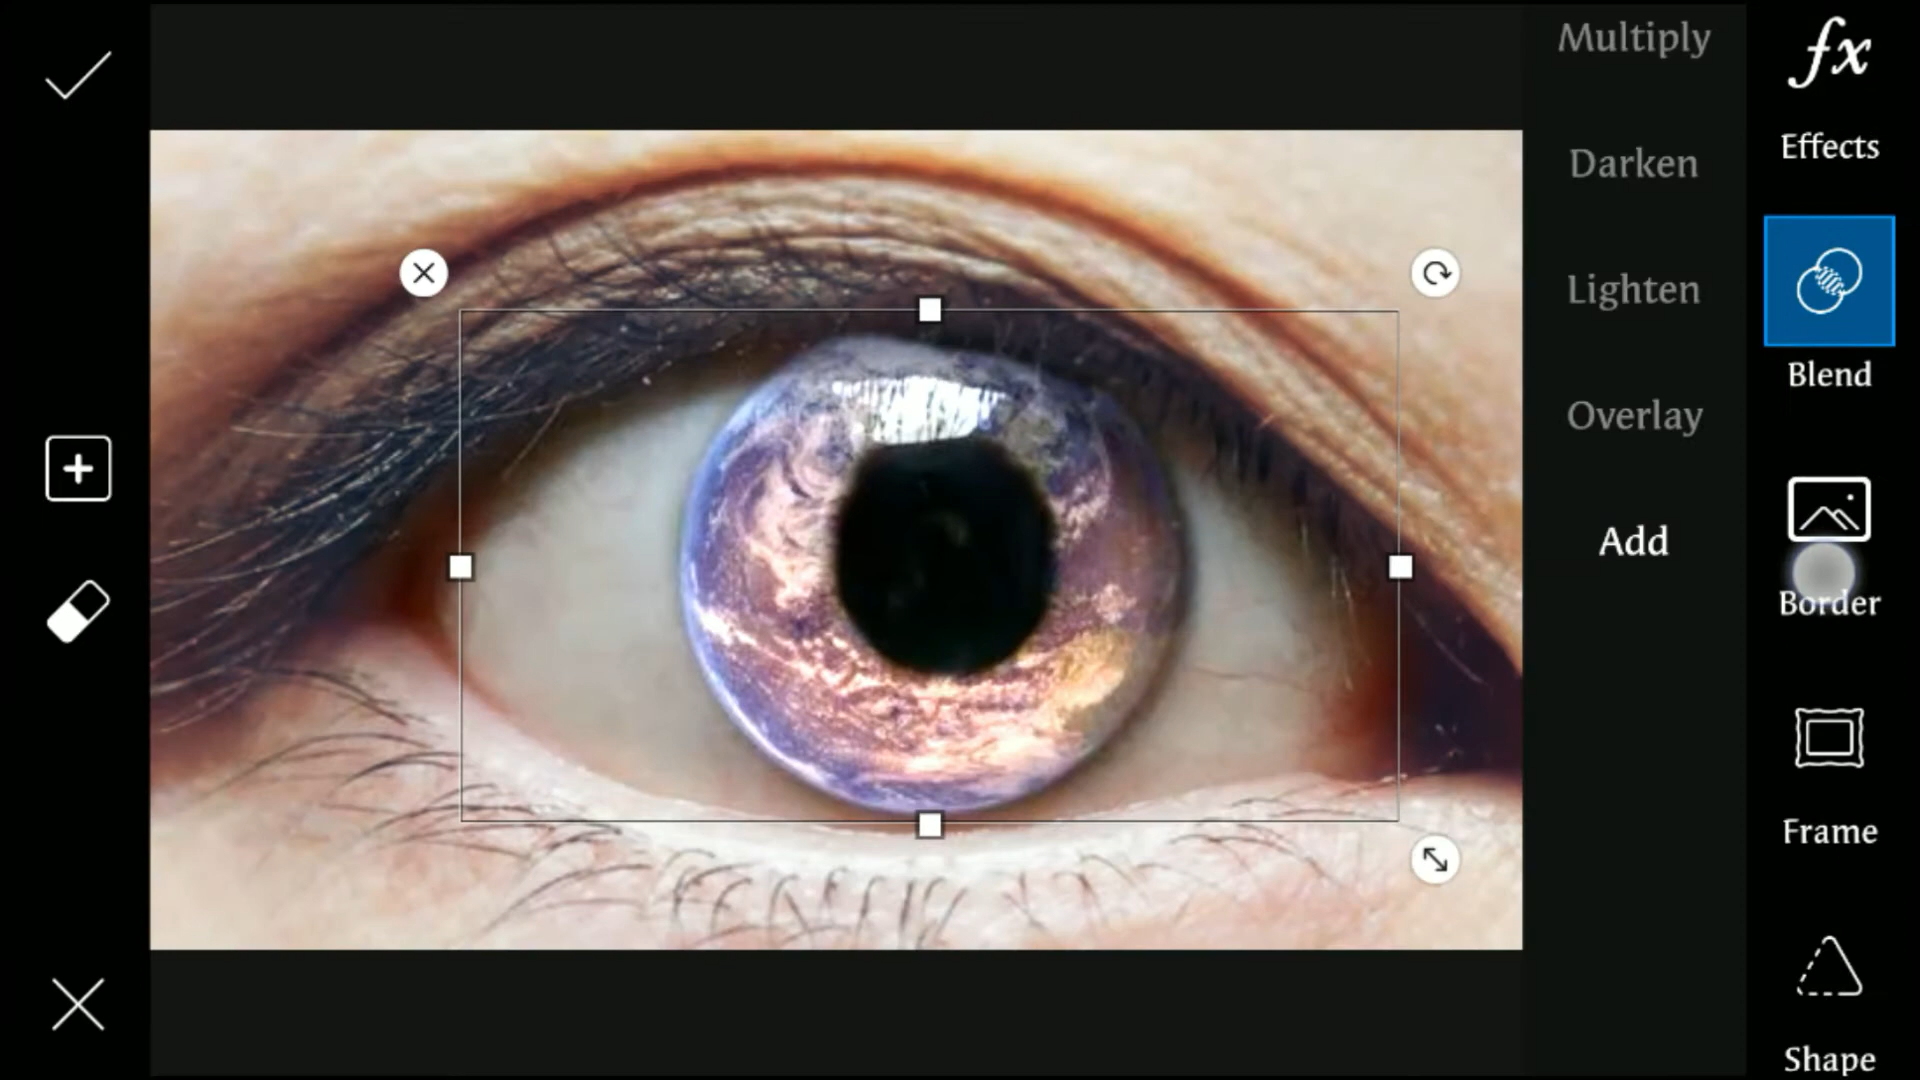 Multiply
Darken
Lighten
Overlay
Add
fx
Effects
Blend
Border
Frame
Shape